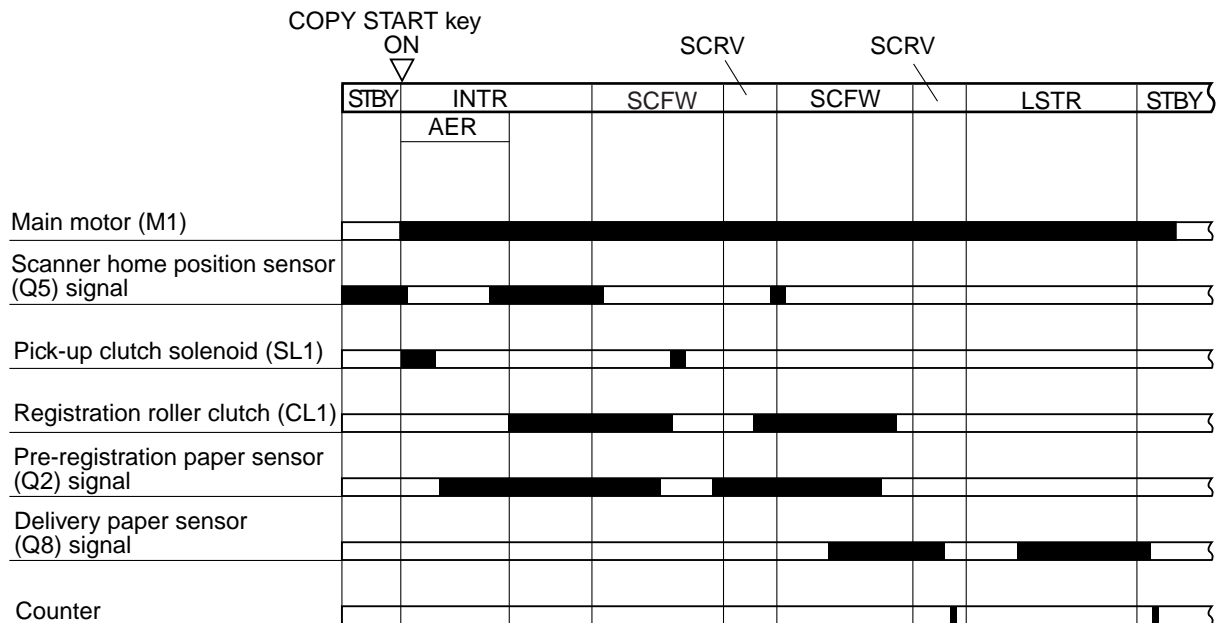 COPY START key
ON
SCRV SCRV
STBY INTR SCFW SCFW LSTR STBY
AER
Main motor (M1)
Scanner home position sensor
(Q5) signal
Pick-up clutch solenoid (SL1)
Registration roller clutch (CL1)
Pre-registration paper sensor
(Q2) signal
Delivery paper sensor
(Q8) signal
Counter